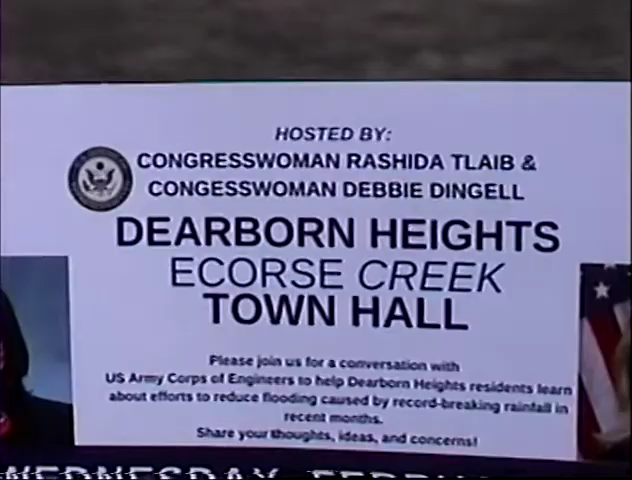 HOSTED BY:
CONGRESSWOMAN RASHIDA TLAIB &
CONGESSWOMAN DEBBIE DINGELL
DEARBORN HEIGHTS
ECORSE CREEK
TOWN HALL
Please join us for a conversation with
US Army Corps of Engineers to help Dearborn Heights residents learn
about efforts to reduce flooding caused by record-breaking rainfall in
recent months.
Share your thoughts, ideas, and concerns!
WEDNESDAY,